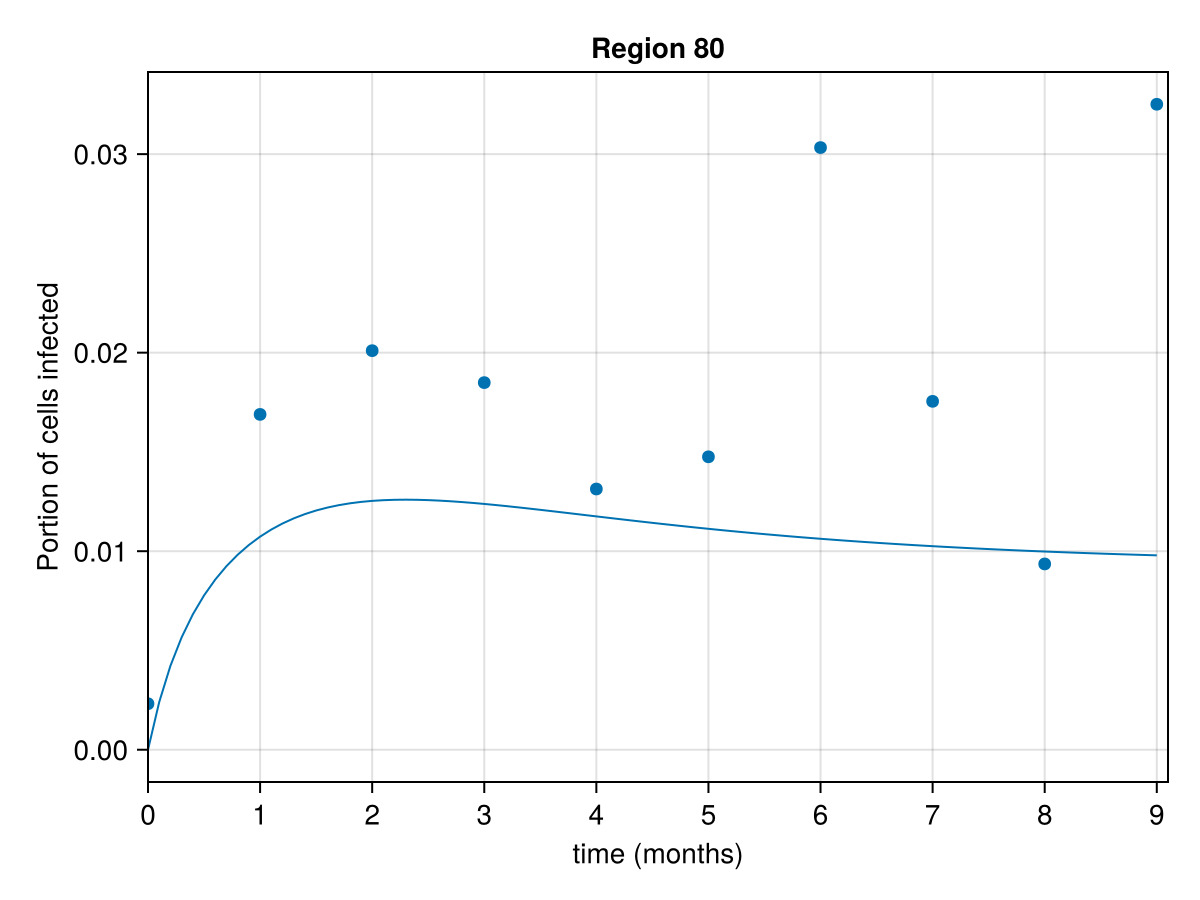 Region 80
Portion of cells infected
0.03
0.02
0.01
0.00
0 1 2 3 4 5 6 7 8 9
time (months)